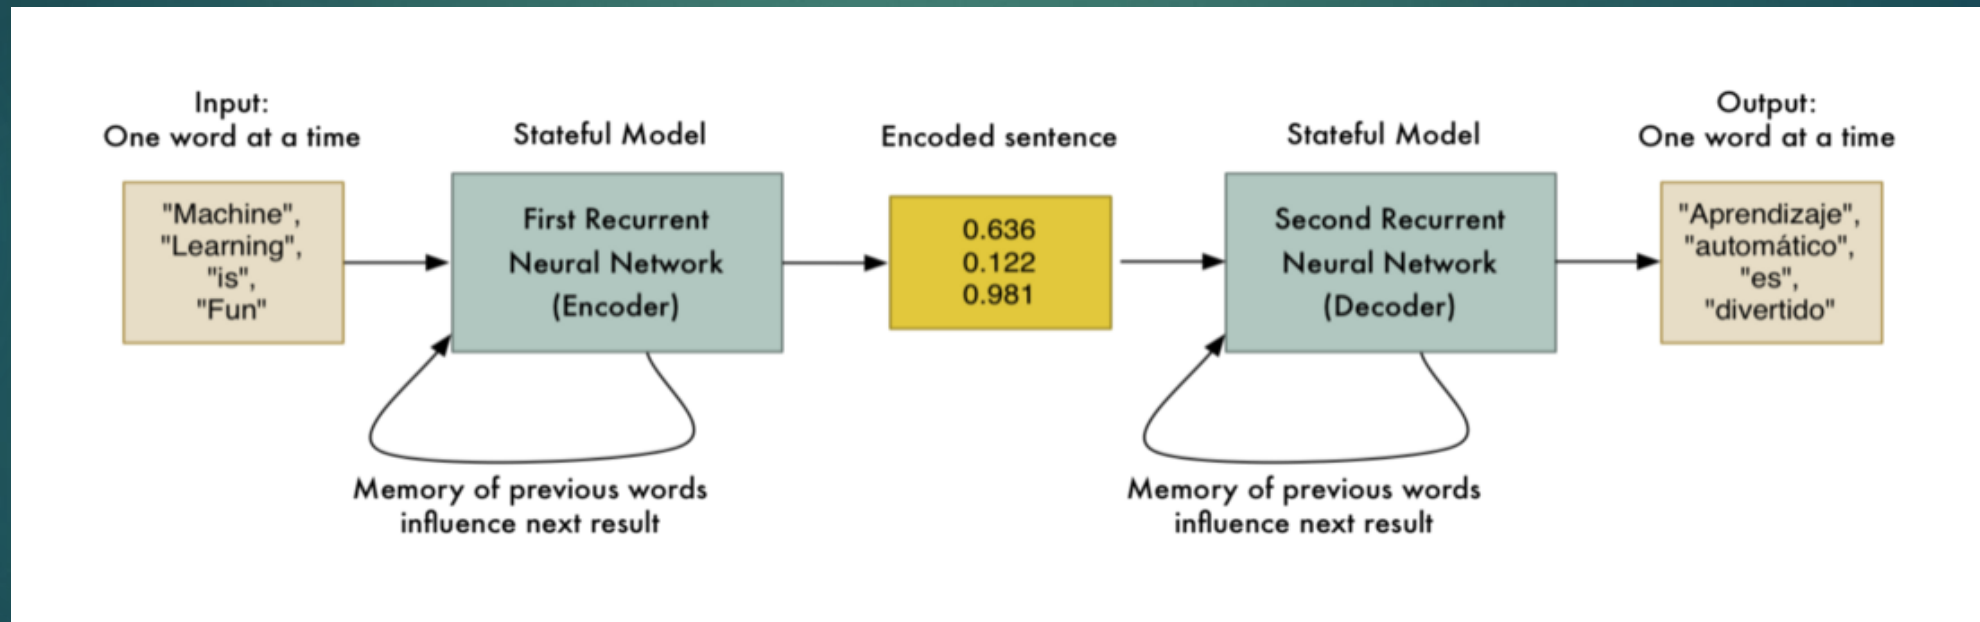 Input:
One word at a time
"Machine",
"Learning",
"is",
"Fun"
Stateful Model
First Recurrent
Neural Network
(Encoder)
Memory of previous words
influence next result
Encoded sentence
0.636
0.122
0.981
Stateful Model
Second Recurrent
Neural Network
(Decoder)
Memory of previous words
influence next result
Output:
One word at a time
"Aprendizaje",
"automático",
"es",
"divertido"